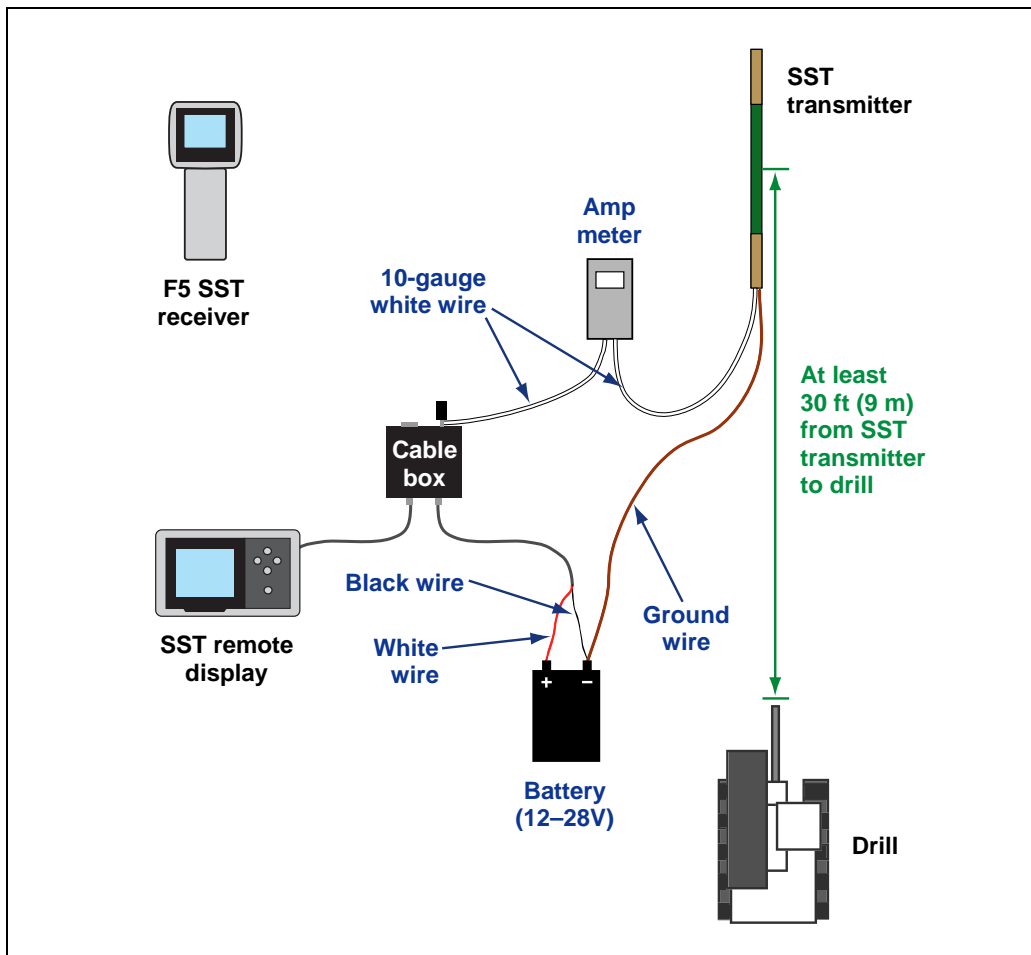 SST
transmitter
Amp
meter
10-gauge
white wire
F5 SST
receiver
At least
30 ft (9 m)
from SST
transmitter
to drill
Cable
box
Black wire
White
wire
Ground
wire
SST remote
display
+ –
Battery
(12–28V)
Drill